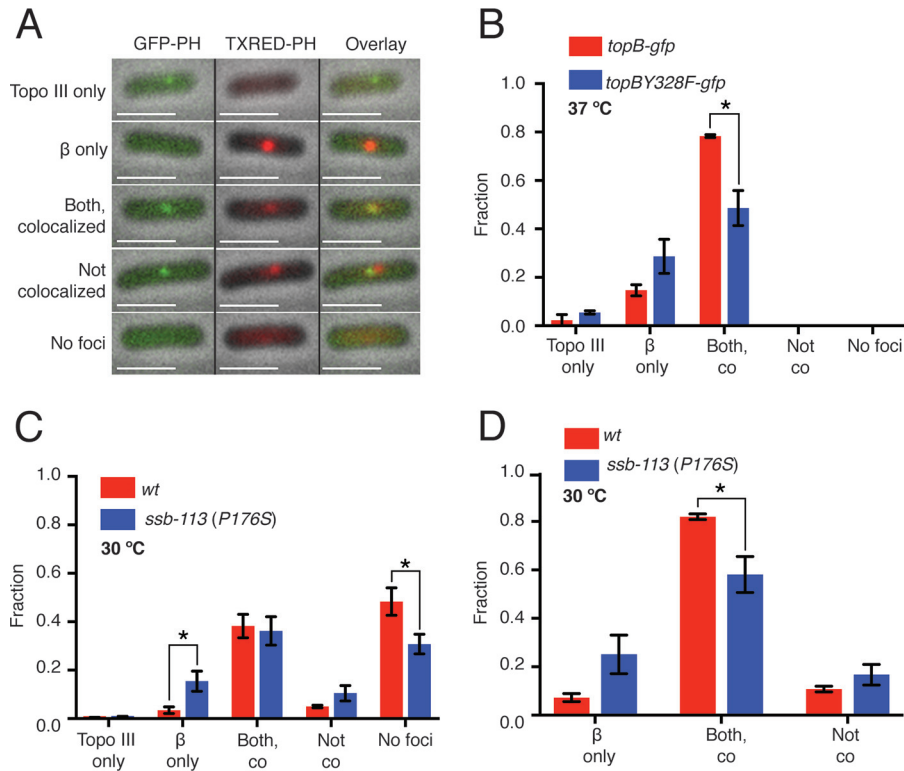 A
GFP-PH TXRED-PH Overlay
Topo III only
β only
Both,
colocalized
Not
colocalized
No foci
B
topB-gfp
topBY328F-gfp
37 ºC
*
Fraction
1.0
0.8
0.6
0.4
0.2
0.0
Topo III
only
β
only
Both,
co
Not
co
No foci
C
wt
ssb-113 (P176S)
30 ºC
*
*
Fraction
1.0
0.8
0.6
0.4
0.2
0.0
Topo III
only
β
only
Both,
co
Not
co
No foci
D
wt
ssb-113 (P176S)
30 ºC
*
Fraction
1.0
0.8
0.6
0.4
0.2
0.0
β
only
Both,
co
Not
co